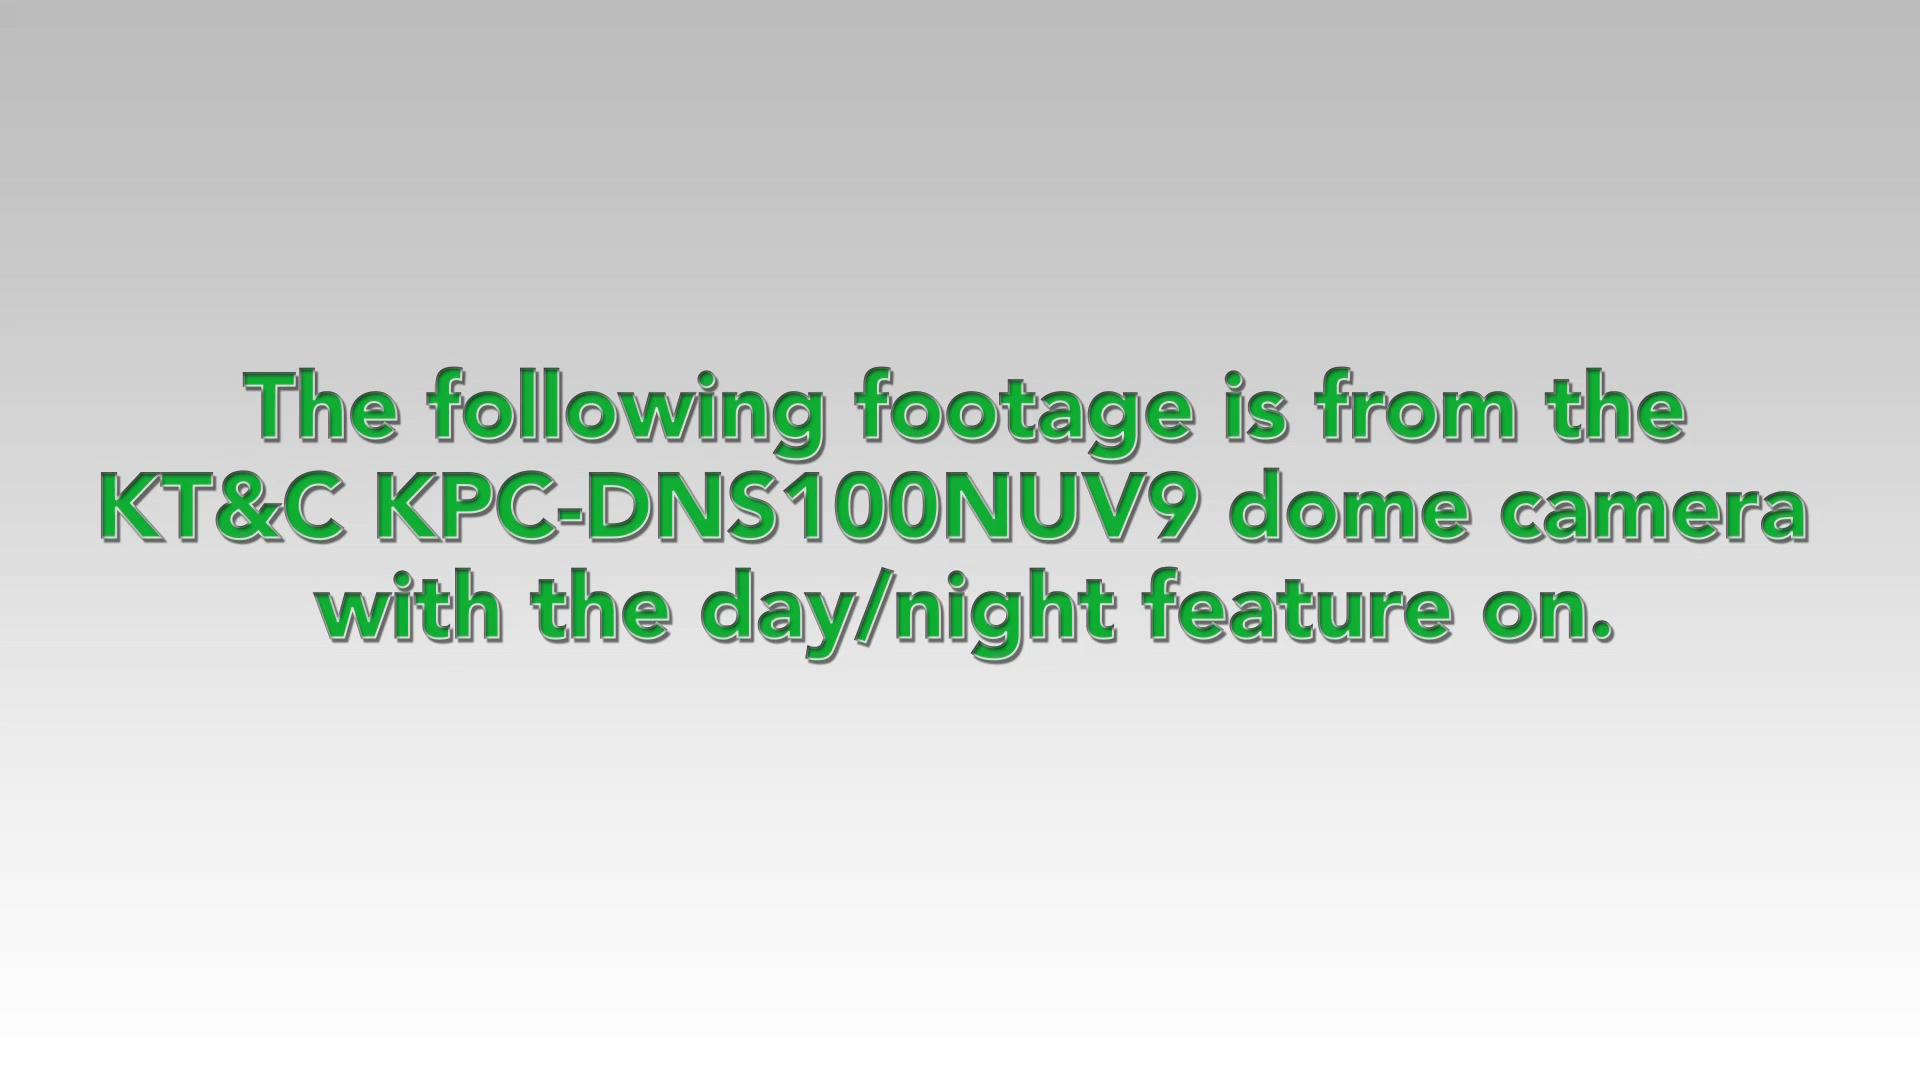 The following footage is from the
KT&C KPC-DNS100NUV9 dome camera
with the day/night feature on.